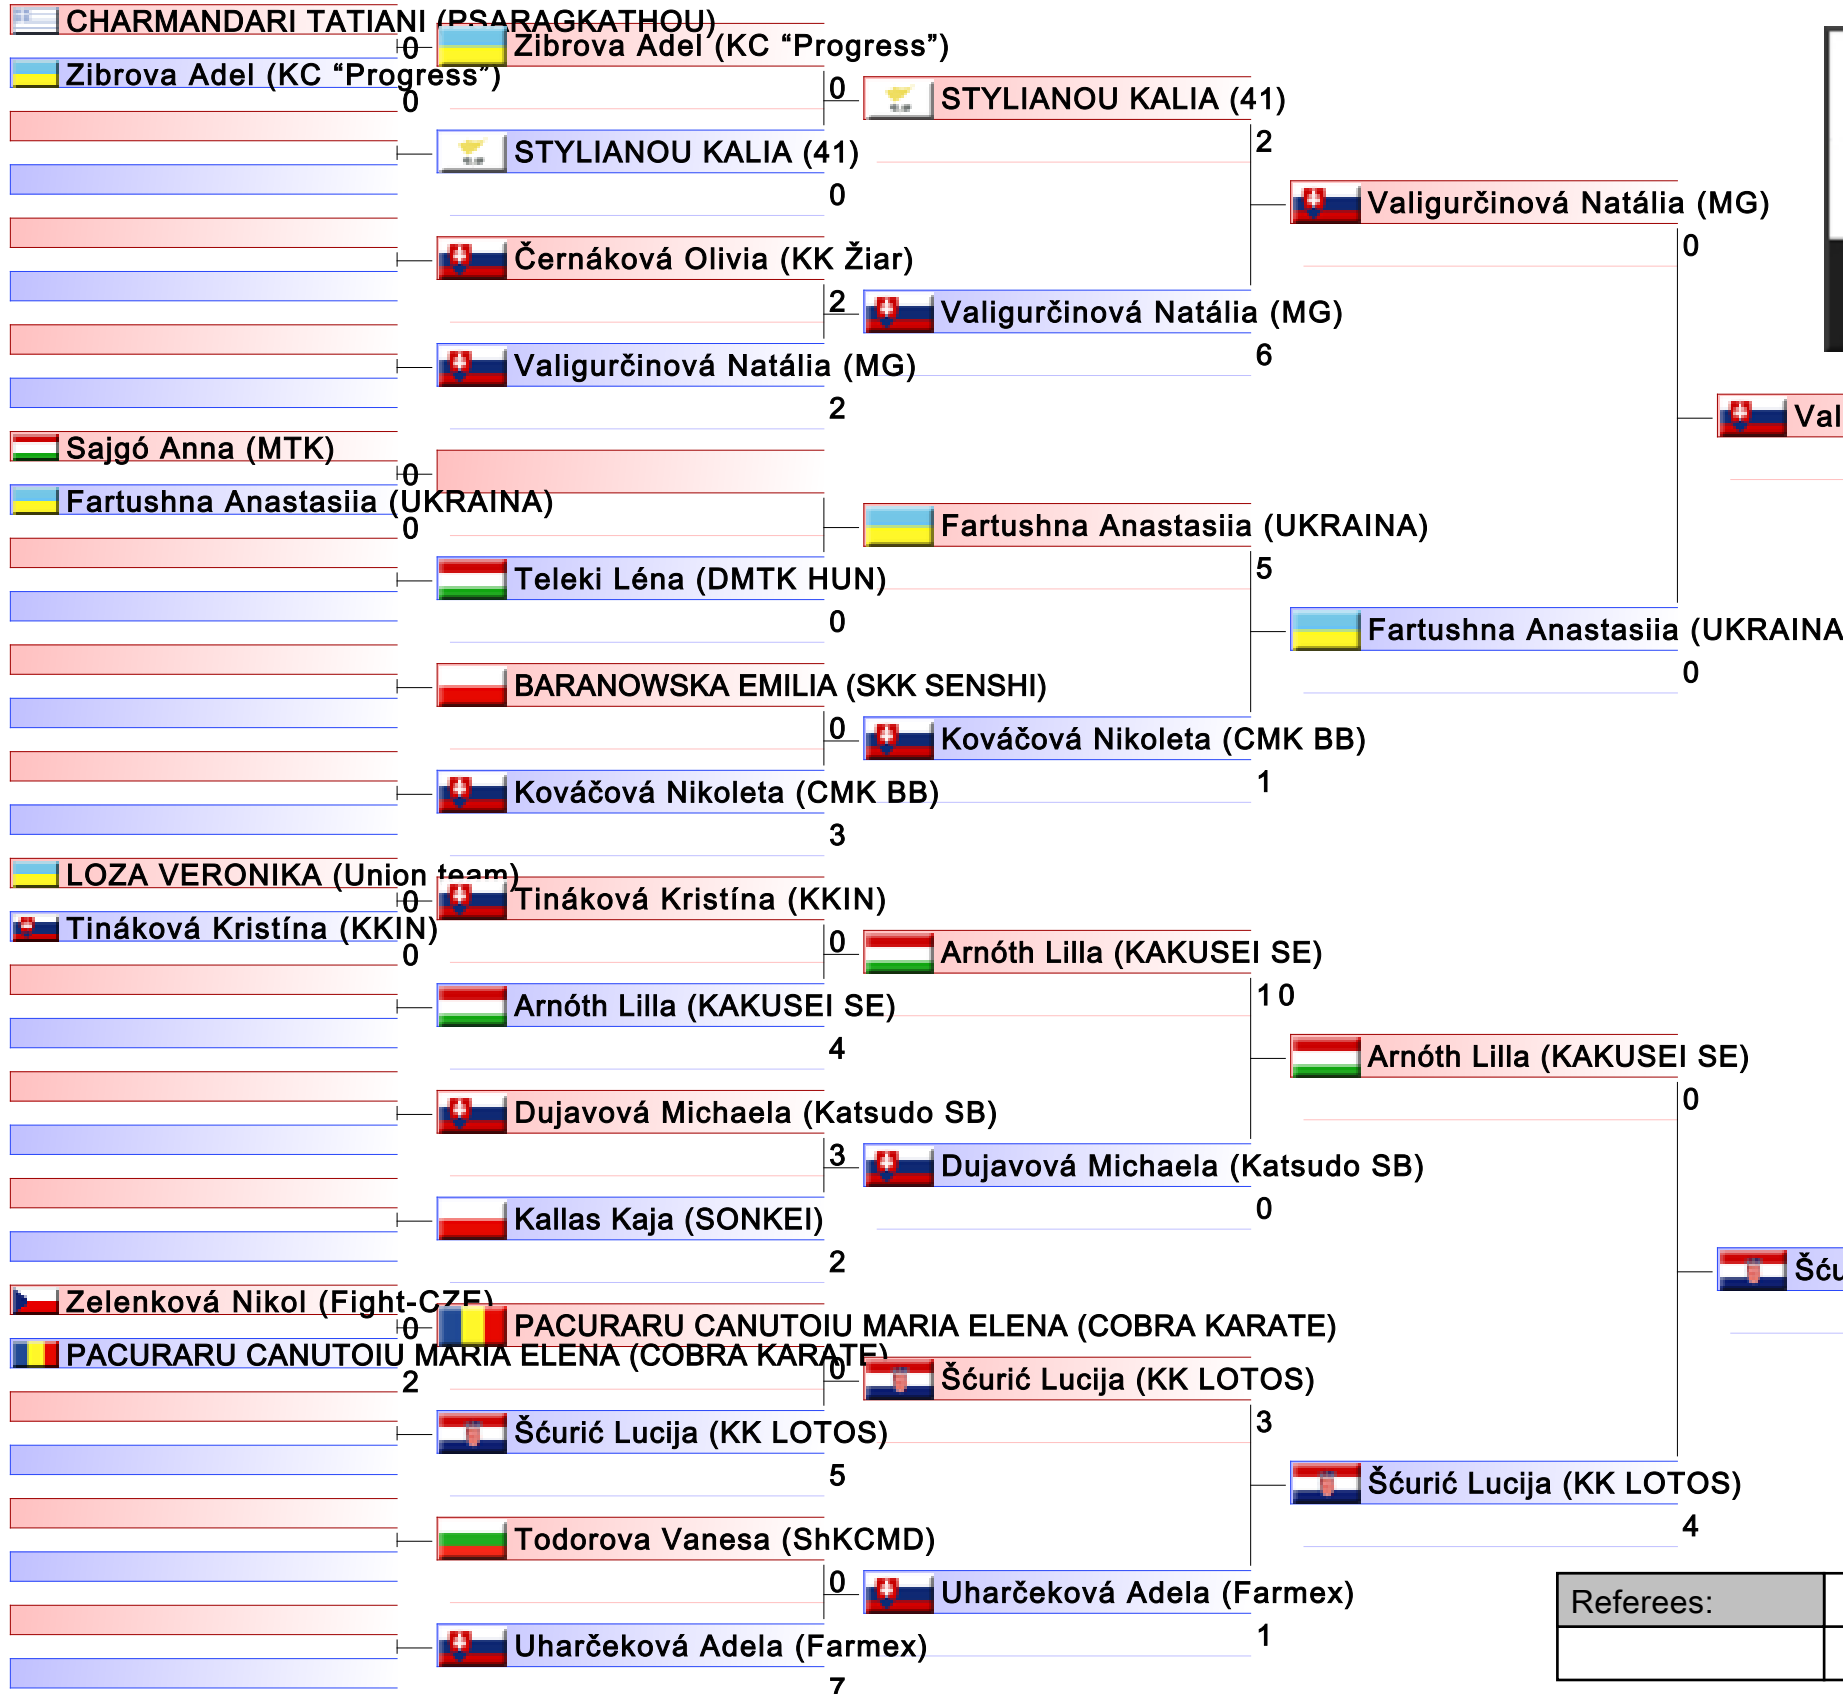 CHARMANDARI TATIANI (PSARAGKATHOU)
0
Zibrova Adel (KC “Progress”)
0
Sajgó Anna (MTK)
0
Fartushna Anastasiia (UKRAINA)
0
LOZA VERONIKA (Union team)
0
Tináková Kristína (KKIN)
0
Zelenková Nikol (Fight-CZE)
0
PACURARU CANUTOIU MARIA ELENA (COBRA KARATE)
2
Zibrova Adel (KC “Progress”)
0
STYLIANOU KALIA (41)
0
Černáková Olivia (KK Žiar)
2
Valigurčinová Natália (MG)
2
Teleki Léna (DMTK HUN)
0
BARANOWSKA EMILIA (SKK SENSHI)
0
Kováčová Nikoleta (CMK BB)
3
Tináková Kristína (KKIN)
0
Arnóth Lilla (KAKUSEI SE)
4
Dujavová Michaela (Katsudo SB)
3
Kallas Kaja (SONKEI)
2
PACURARU CANUTOIU MARIA ELENA (COBRA KARATE)
0
Šćurić Lucija (KK LOTOS)
5
Todorova Vanesa (ShKCMD)
0
Uharčeková Adela (Farmex)
7
STYLIANOU KALIA (41)
2
Valigurčinová Natália (MG)
6
Fartushna Anastasiia (UKRAINA)
5
Kováčová Nikoleta (CMK BB)
1
Arnóth Lilla (KAKUSEI SE)
10
Dujavová Michaela (Katsudo SB)
0
Šćurić Lucija (KK LOTOS)
3
Uharčeková Adela (Farmex)
1
Valigurčinová Natália (MG)
0
Fartushna Anastasiia (UKRAINA
0
Arnóth Lilla (KAKUSEI SE)
0
Šćurić Lucija (KK LOTOS)
4
Val
Šću
Referees: